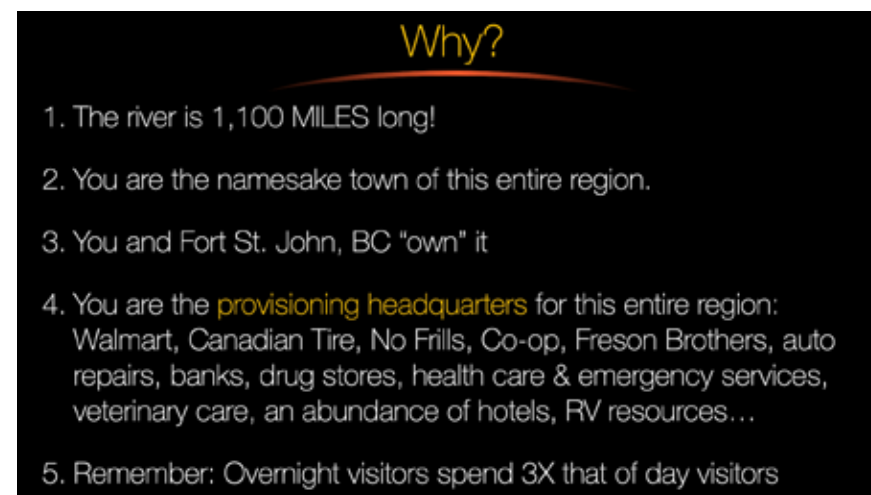 Why?
1. The river is 1,100 MILES long!
2. You are the namesake town of this entire region.
3. You and Fort St. John, BC “own” it
4. You are the provisioning headquarters for this entire region:
Walmart, Canadian Tire, No Frills, Co-op, Freson Brothers, auto
repairs, banks, drug stores, health care & emergency services,
veterinary care, an abundance of hotels, RV resources…
5. Remember: Overnight visitors spend 3X that of day visitors